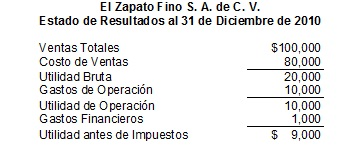 El Zapato Fino S. A. de C. V.
Estado de Resultados al 31 de Diciembre de 2010
Ventas Totales $100,000
Costo de Ventas 80,000
Utilidad Bruta 20,000
Gastos de Operación 10,000
Utilidad de Operación 10,000
Gastos Financieros 1,000
Utilidad antes de Impuestos $ 9,000